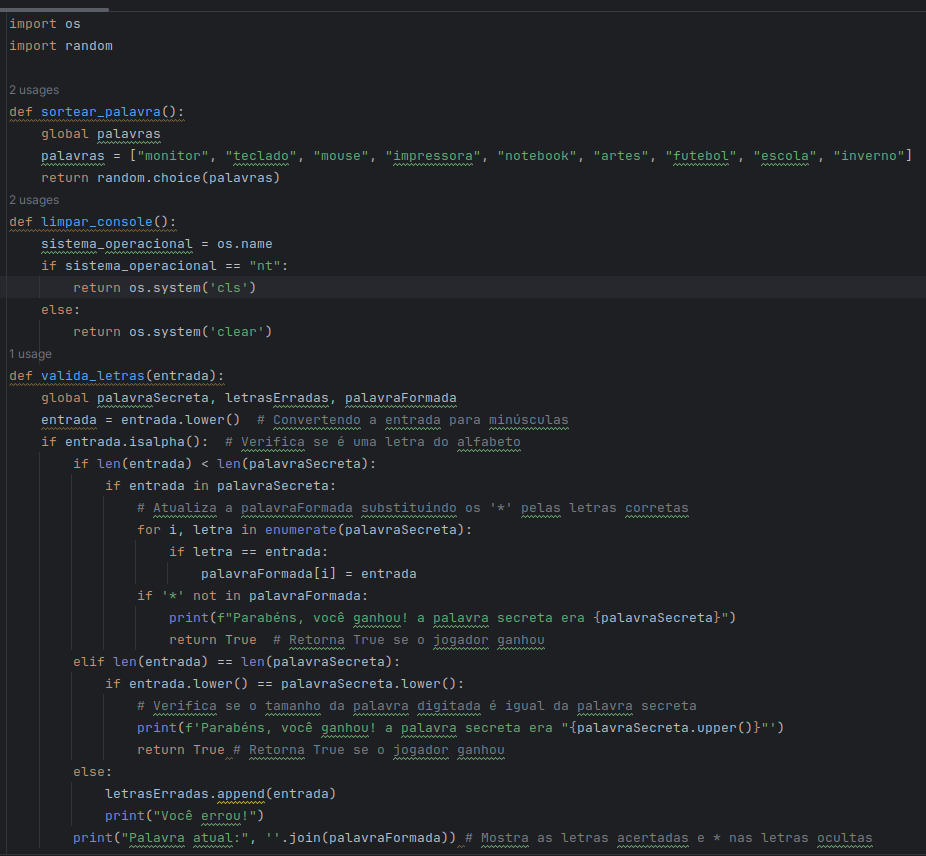 import os
import random
2 usages
def sortear_palavra():
    global palavras
    palavras = ["monitor", "teclado", "mouse", "impressora", "notebook", "artes", "futebol", "escola", "inverno"]
    return random.choice(palavras)
2 usages
def limpar_console():
    sistema_operacional = os.name
    if sistema_operacional == "nt":
        return os.system('cls')
    else:
        return os.system('clear')
1 usage
def valida_letras(entrada):
    global palavraSecreta, letrasErradas, palavraFormada
    entrada = entrada.lower()  # Convertendo a entrada para minúsculas
    if entrada.isalpha():  # Verifica se é uma letra do alfabeto
        if len(entrada) < len(palavraSecreta):
            if entrada in palavraSecreta:
                # Atualiza a palavraFormada substituindo os '*' pelas letras corretas
                for i, letra in enumerate(palavraSecreta):
                    if letra == entrada:
                        palavraFormada[i] = entrada
                if '*' not in palavraFormada:
                    print(f"Parabéns, você ganhou! a palavra secreta era {palavraSecreta}")
                    return True  # Retorna True se o jogador ganhou
        elif len(entrada) == len(palavraSecreta):
            if entrada.lower() == palavraSecreta.lower():
                # Verifica se o tamanho da palavra digitada é igual da palavra secreta
                print(f'Parabéns, você ganhou! a palavra secreta era "{palavraSecreta.upper()}"')
                return True # Retorna True se o jogador ganhou
        else:
            letrasErradas.append(entrada)
            print("Você errou!")
        print("Palavra atual:", ''.join(palavraFormada)) # Mostra as letras acertadas e * nas letras ocultas